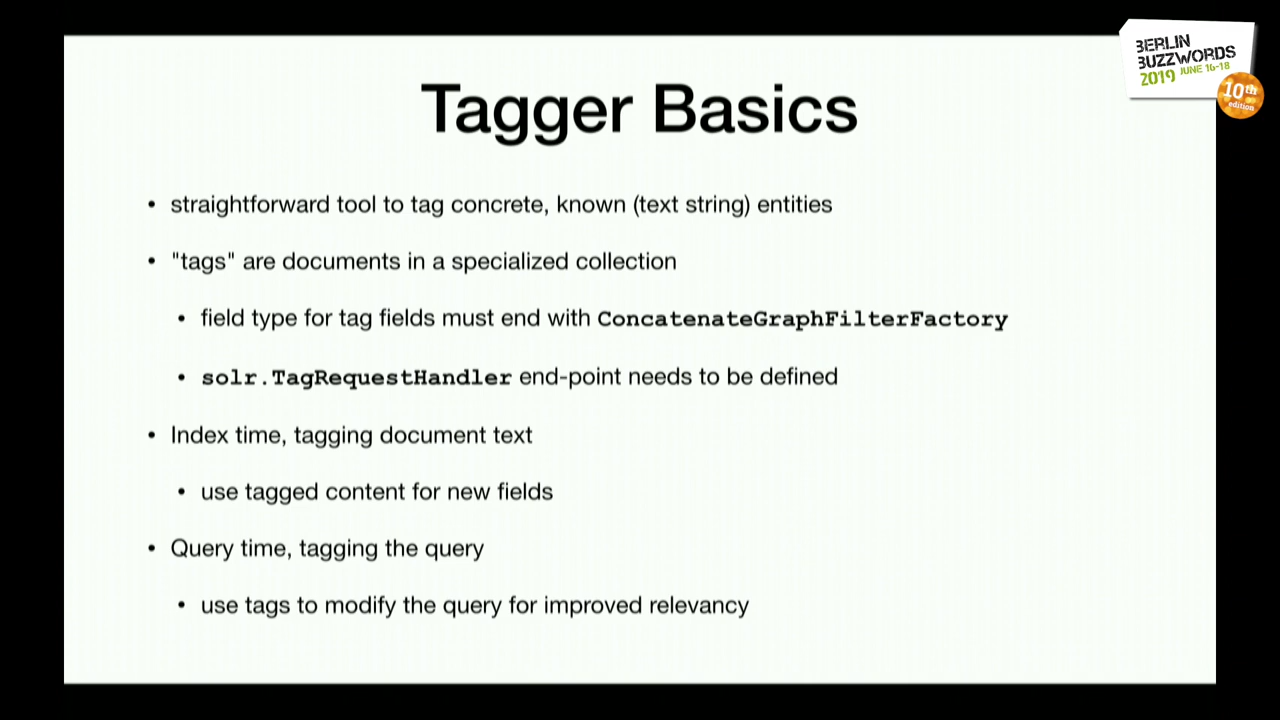 BERLIN
BUZZWORDS
2019 JUNE 16-18
10th
edition
Tagger Basics
• straightforward tool to tag concrete, known (text string) entities
• "tags" are documents in a specialized collection
• field type for tag fields must end with ConcatenateGraphFilterFactory
• solr.TagRequestHandler end-point needs to be defined
• Index time, tagging document text
• use tagged content for new fields
• Query time, tagging the query
• use tags to modify the query for improved relevancy